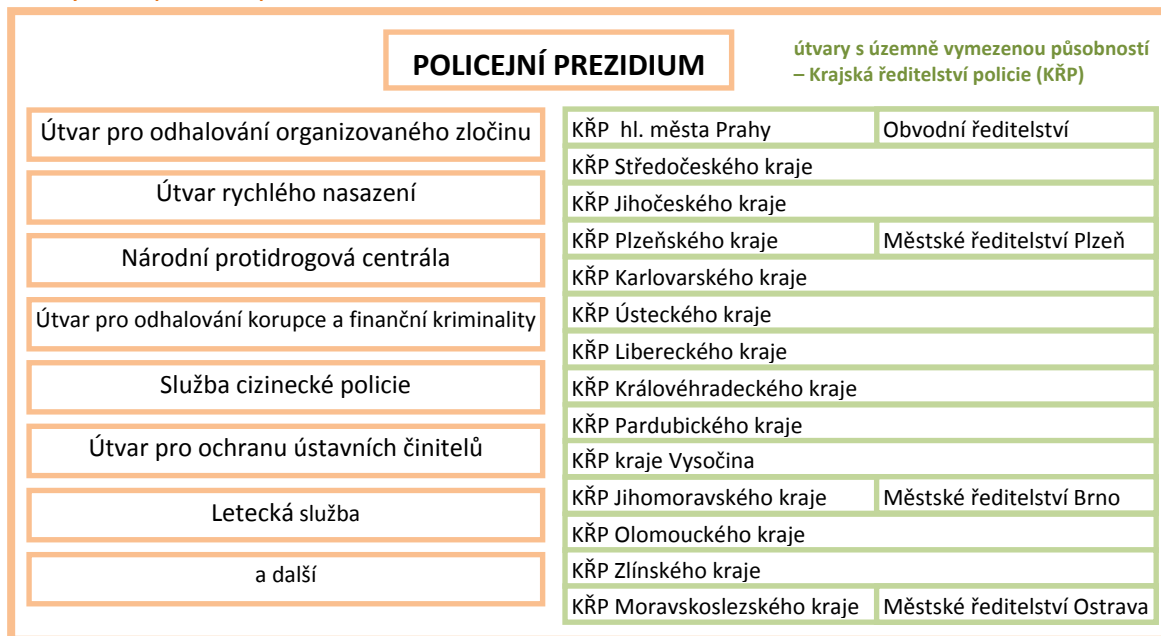 POLICEJNÍ PREZIDIUM
útvary s územně vymezenou působností
– Krajská ředitelství policie (KŘP)
Útvar pro odhalování organizovaného zločinu
Útvar rychlého nasazení
Národní protidrogová centrála
Útvar pro odhalování korupce a finanční kriminality
Služba cizinecké policie
Útvar pro ochranu ústavních činitelů
Letecká služba
a další
KŘP hl. města Prahy Obvodní ředitelství
KŘP Středočeského kraje
KŘP Jihočeského kraje
KŘP Plzeňského kraje Městské ředitelství Plzeň
KŘP Karlovarského kraje
KŘP Ústeckého kraje
KŘP Libereckého kraje
KŘP Královéhradeckého kraje
KŘP Pardubického kraje
KŘP kraje Vysočina
KŘP Jihomoravského kraje Městské ředitelství Brno
KŘP Olomouckého kraje
KŘP Zlínského kraje
KŘP Moravskoslezského kraje Městské ředitelství Ostrava